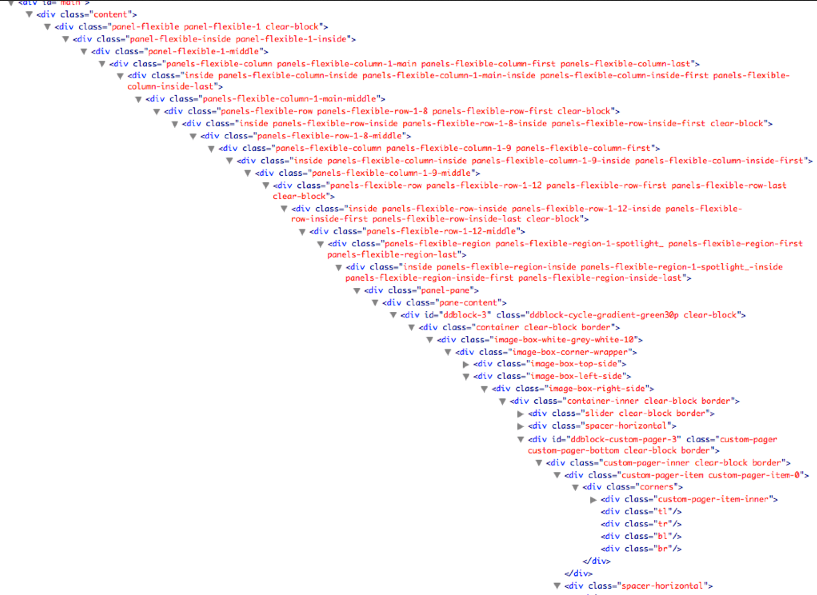 <div id="main">
<div class="content">
<div class="panel-flexible panel-flexible-1 clear-block">
<div class="panel-flexible-inside panel-flexible-1-inside">
<div class="panel-flexible-1-middle">
<div class="panels-flexible-column panels-flexible-column-1-main panels-flexible-column-first panels-flexible-column-last">
<div class="inside panels-flexible-column-inside panels-flexible-column-1-main-inside panels-flexible-column-inside-first panels-flexible-
column-inside-last">
<div class="panels-flexible-column-1-main-middle">
<div class="panels-flexible-row panels-flexible-row-1-8 panels-flexible-row-first clear-block">
<div class="inside panels-flexible-row-inside panels-flexible-row-1-8-inside panels-flexible-row-inside-first clear-block">
<div class="panels-flexible-row-1-8-middle">
<div class="panels-flexible-column panels-flexible-column-1-9 panels-flexible-column-first">
<div class="inside panels-flexible-column-inside panels-flexible-column-1-9-inside panels-flexible-column-inside-first">
<div class="panels-flexible-column-1-9-middle">
<div class="panels-flexible-row panels-flexible-row-1-12 panels-flexible-row-first panels-flexible-row-last
clear-block">
<div class="inside panels-flexible-row-inside panels-flexible-row-1-12-inside panels-flexible-
row-inside-first panels-flexible-row-inside-last clear-block">
<div class="panels-flexible-row-1-12-middle">
<div class="panels-flexible-region panels-flexible-region-1-spotlight_ panels-flexible-region-first
panels-flexible-region-last">
<div class="inside panels-flexible-region-inside panels-flexible-region-1-spotlight_-inside
panels-flexible-region-inside-first panels-flexible-region-inside-last">
<div class="panel-pane">
<div class="pane-content">
<div id="ddblock-3" class="ddblock-cycle-gradient-green30p clear-block">
<div class="container clear-block border">
<div class="image-box-white-grey-white-10">
<div class="image-box-corner-wrapper">
<div class="image-box-top-side">
<div class="image-box-left-side">
<div class="image-box-right-side">
<div class="container-inner clear-block border">
<div class="slider clear-block border">
<div class="spacer-horizontal">
<div id="ddblock-custom-pager-3" class="custom-pager
custom-pager-bottom clear-block border">
<div class="custom-pager-inner clear-block border">
<div class="custom-pager-item custom-pager-item-0">
<div class="corners">
<div class="custom-pager-item-inner">
<div class="tl"/>
<div class="tr"/>
<div class="bl"/>
<div class="br"/>
</div>
</div>
<div class="spacer-horizontal">